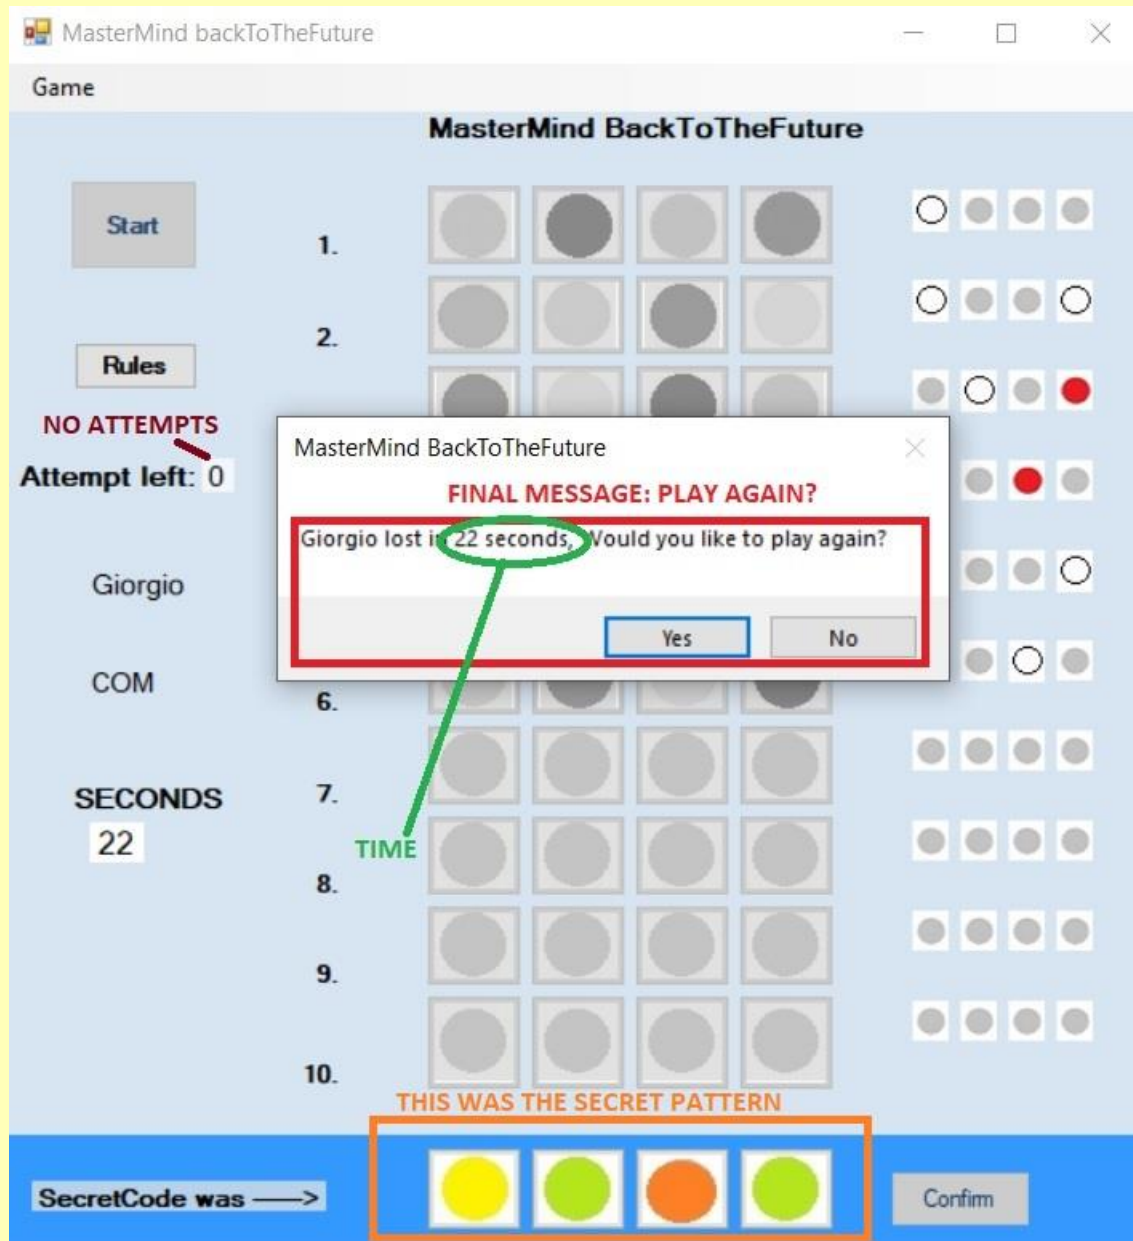 MasterMind backToTheFuture
Game
MasterMind BackToTheFuture
Start
1.
2.
Rules
NO ATTEMPTS
Attempt left: 0
MasterMind BackToTheFuture
FINAL MESSAGE: PLAY AGAIN?
Giorgio lost in 22 seconds, Would you like to play again?
Yes
No
Giorgio
COM
6.
SECONDS
22
7.
TIME
8.
9.
10.
THIS WAS THE SECRET PATTERN
SecretCode was ---->
Confirm